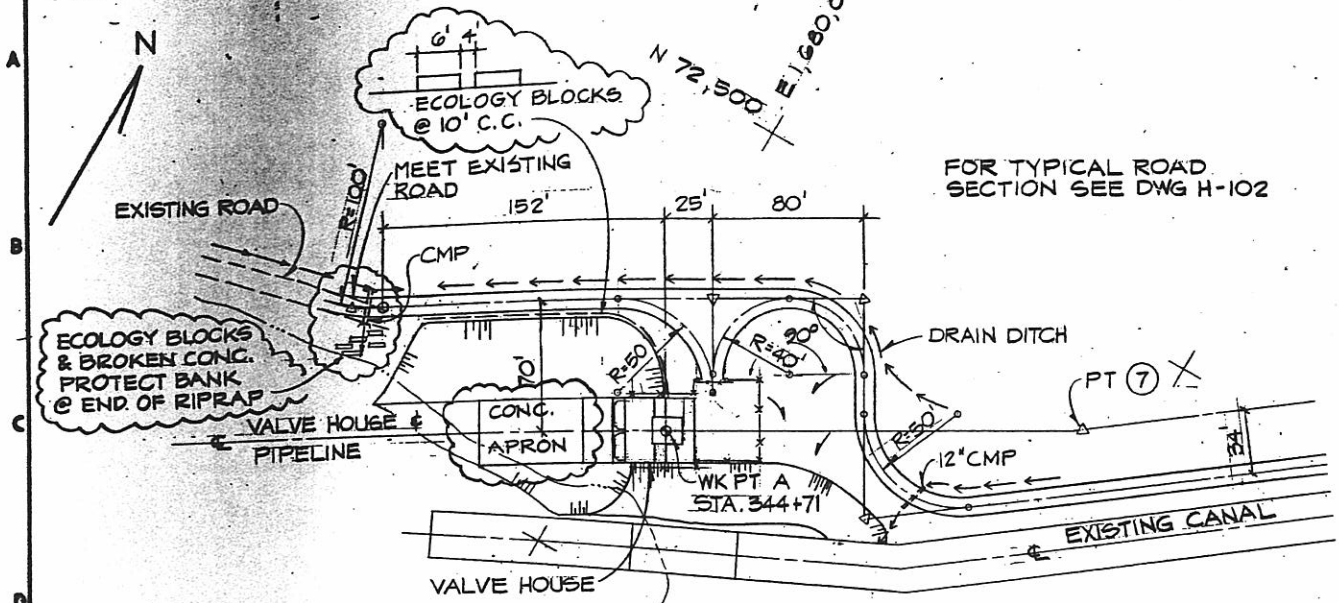 A
N
6' 4'
ECOLOGY BLOCKS
@ 10' C.C.
N 72,500
MEET EXISTING
ROAD
EXISTING ROAD
R=100'
152' 25' 80'
FOR TYPICAL ROAD
SECTION SEE DWG H-102
B
CMP
ECOLOGY BLOCKS
& BROKEN CONC.
PROTECT BANK
@ END OF RIPRAP
70'
R=50'
R=40'
90°
DRAIN DITCH
PT 7
C
VALVE HOUSE ℄
℄ PIPELINE
CONC.
APRON
R=50'
34'
12" CMP
WK PT A
STA. 344+71
℄ EXISTING CANAL
VALVE HOUSE
D